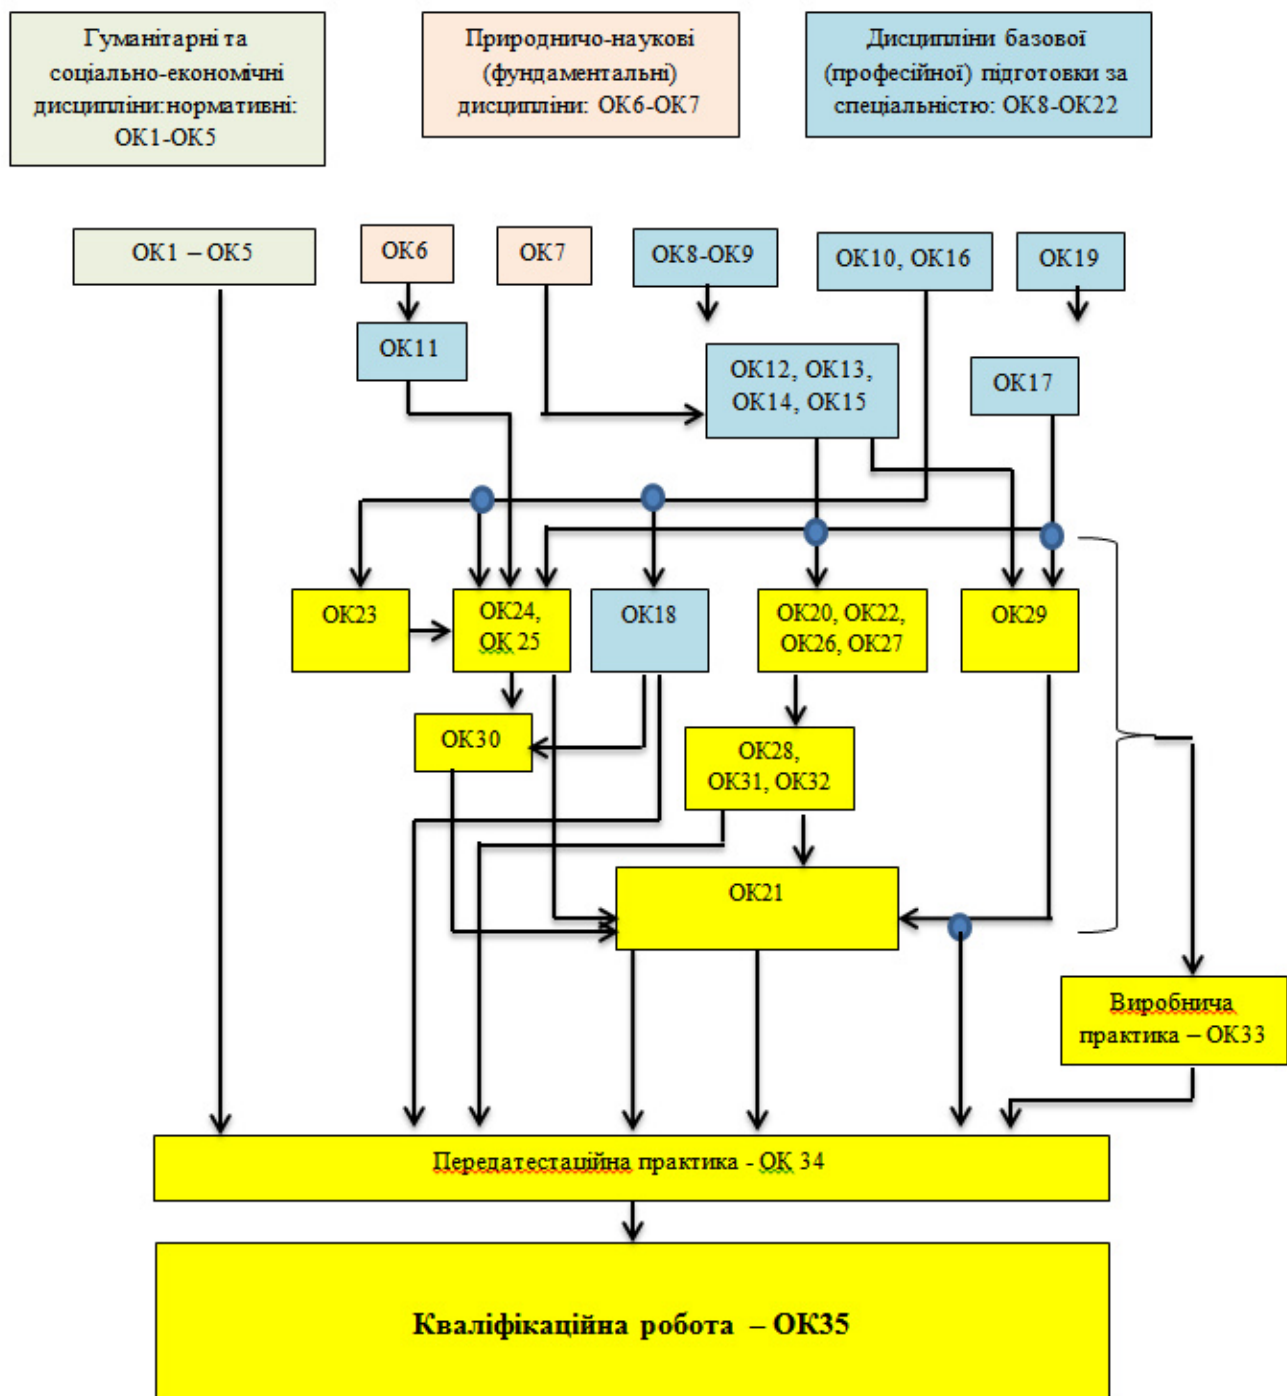 Гуманітарні та
соціально-економічні
дисципліни:нормативні:
ОК1-ОК5
Природничо-наукові
(фундаментальні)
дисципліни: ОК6-ОК7
Дисципліни базової
(професійної) підготовки за
спеціальністю: ОК8-ОК22
ОК1 – ОК5
ОК6
ОК7
ОК8-ОК9
ОК10, ОК16
ОК19
ОК11
ОК12, ОК13,
ОК14, ОК15
ОК17
ОК23
ОК24,
ОК 25
ОК18
ОК20, ОК22,
ОК26, ОК27
ОК29
ОК30
ОК28,
ОК31, ОК32
ОК21
Виробнича
практика – ОК33
Передатестаційна практика - ОК 34
Кваліфікаційна робота – ОК35